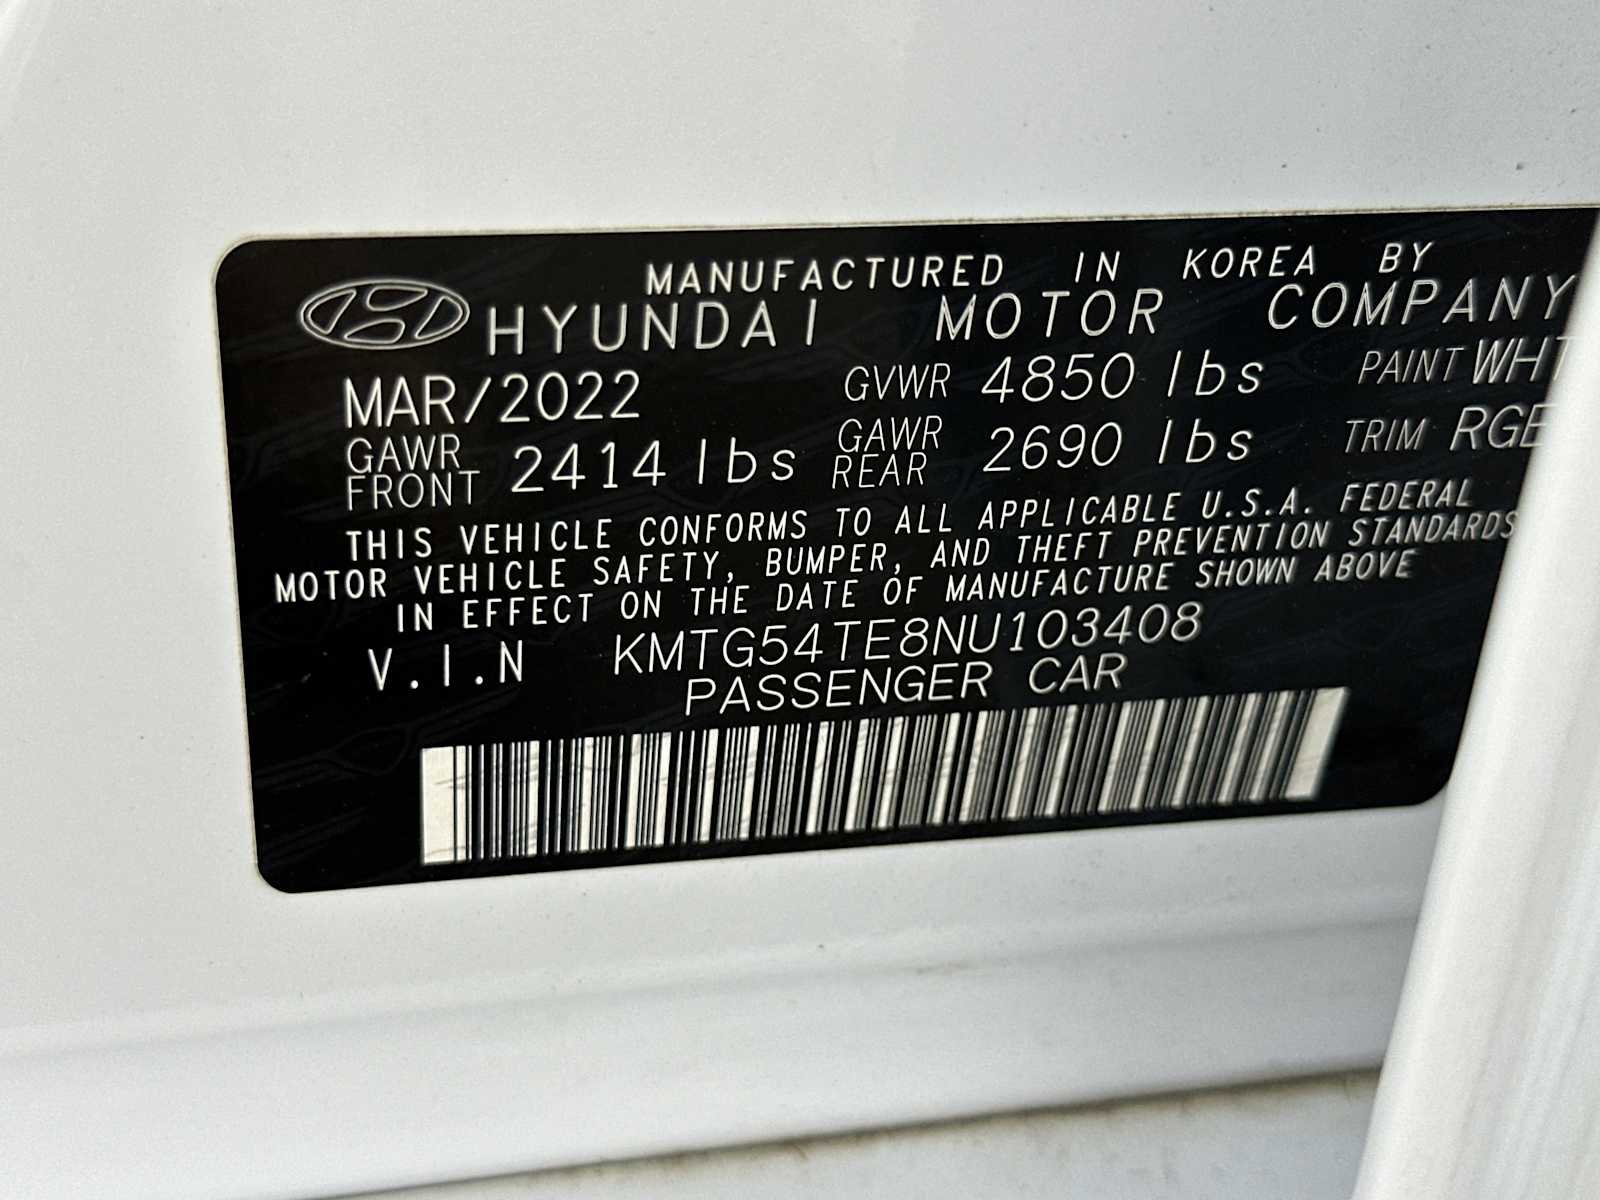 MANUFACTURED IN KOREA BY
HYUNDAI MOTOR COMPANY
MAR/2022 GVWR 4850 lbs PAINT WHT
GAWR FRONT 2414 lbs GAWR REAR 2690 lbs TRIM RGE
THIS VEHICLE CONFORMS TO ALL APPLICABLE U.S.A. FEDERAL
MOTOR VEHICLE SAFETY, BUMPER, AND THEFT PREVENTION STANDARDS
IN EFFECT ON THE DATE OF MANUFACTURE SHOWN ABOVE
V.I.N KMTG54TE8NU103408
PASSENGER CAR